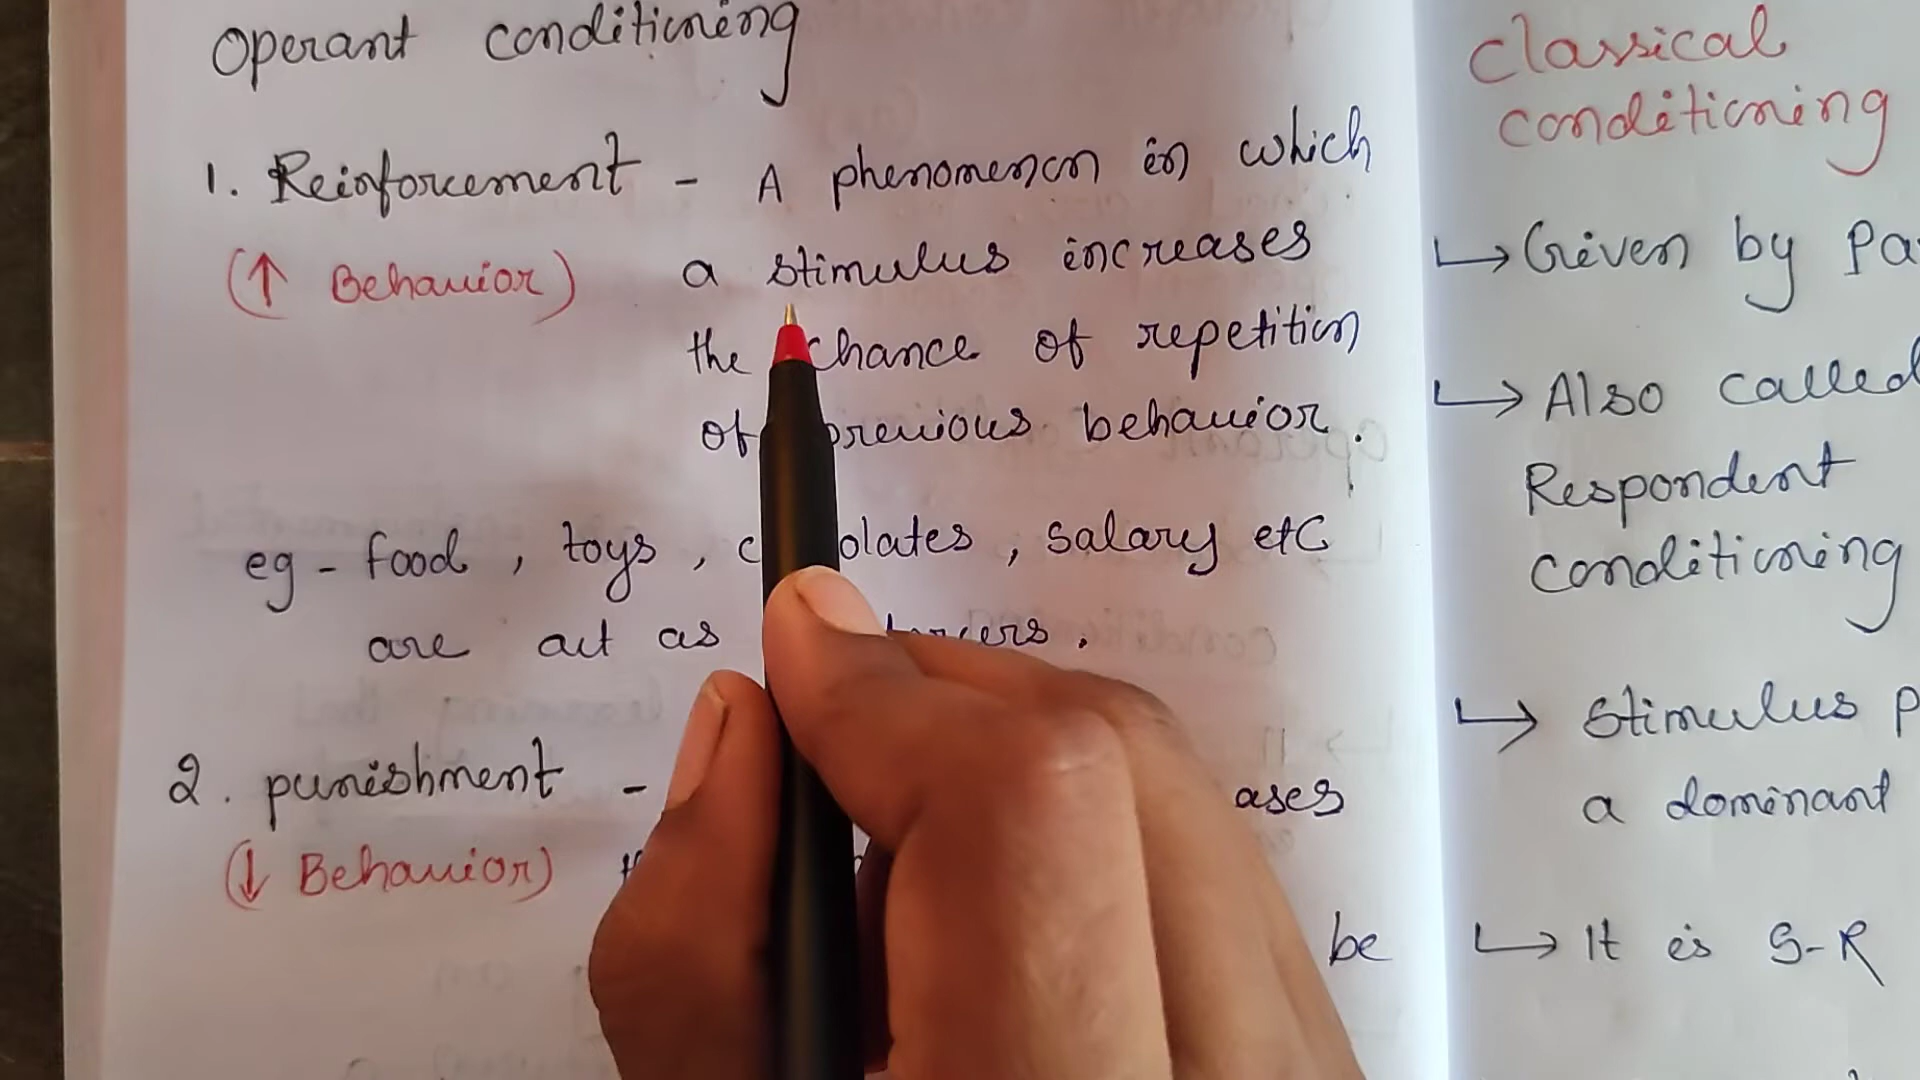 Operant conditioning
1. Reinforcement - A phenomenon in which
(↑ Behavior) a stimulus increases
the chance of repetition
of previous behavior.
eg - food , toys , , salary etc
are act as
2. punishment -
(↓ Behavior)
be
Classical
conditioning
↳ Given by
↳ Also called
Respondent
conditioning
↳ Stimulus
a dominant
↳ It is S-R